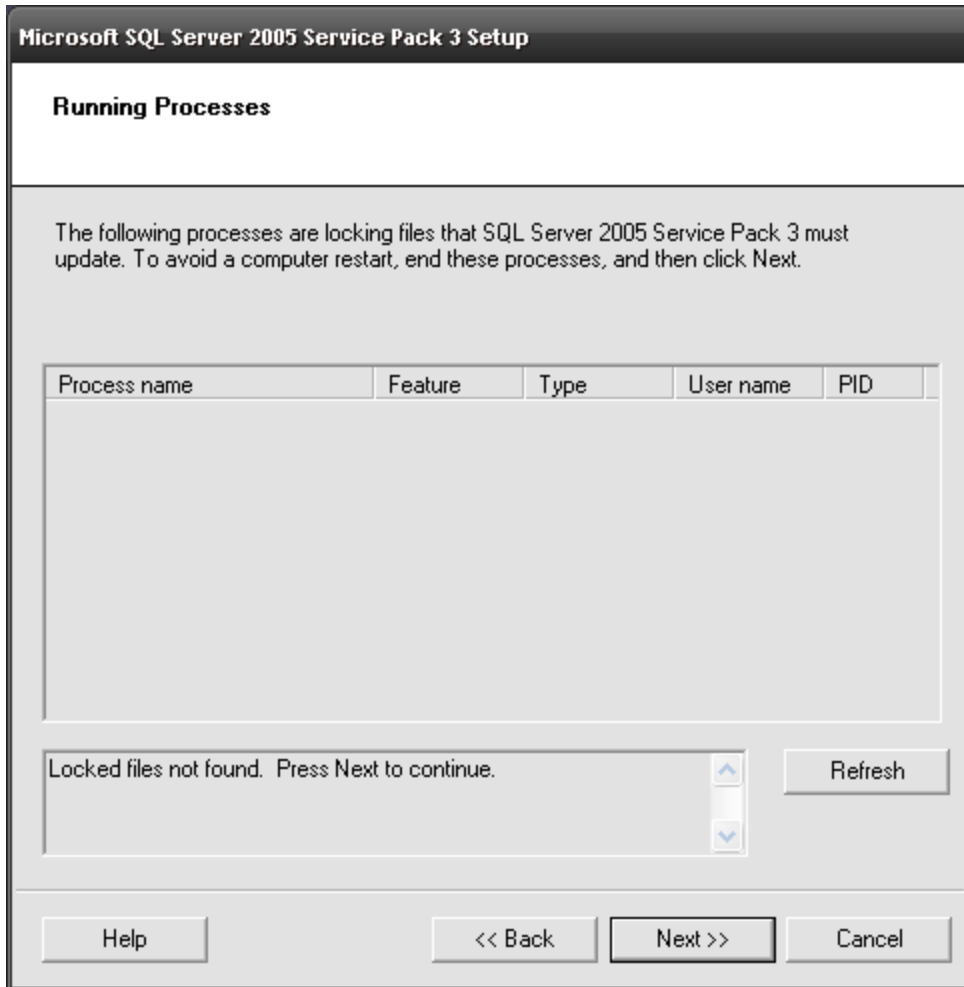 Microsoft SQL Server 2005 Service Pack 3 Setup
Running Processes
The following processes are locking files that SQL Server 2005 Service Pack 3 must
update. To avoid a computer restart, end these processes, and then click Next.
Process name Feature Type User name PID
Locked files not found.  Press Next to continue.
Refresh
Help << Back Next >> Cancel